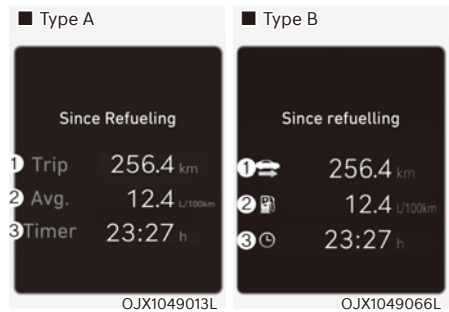 ■ Type A
Since Refueling
1 Trip 256.4 km
2 Avg. 12.4 L/100km
3 Timer 23:27 h
OJX1049013L
■ Type B
Since refuelling
1 256.4 km
2 12.4 L/100km
3 23:27 h
OJX1049066L